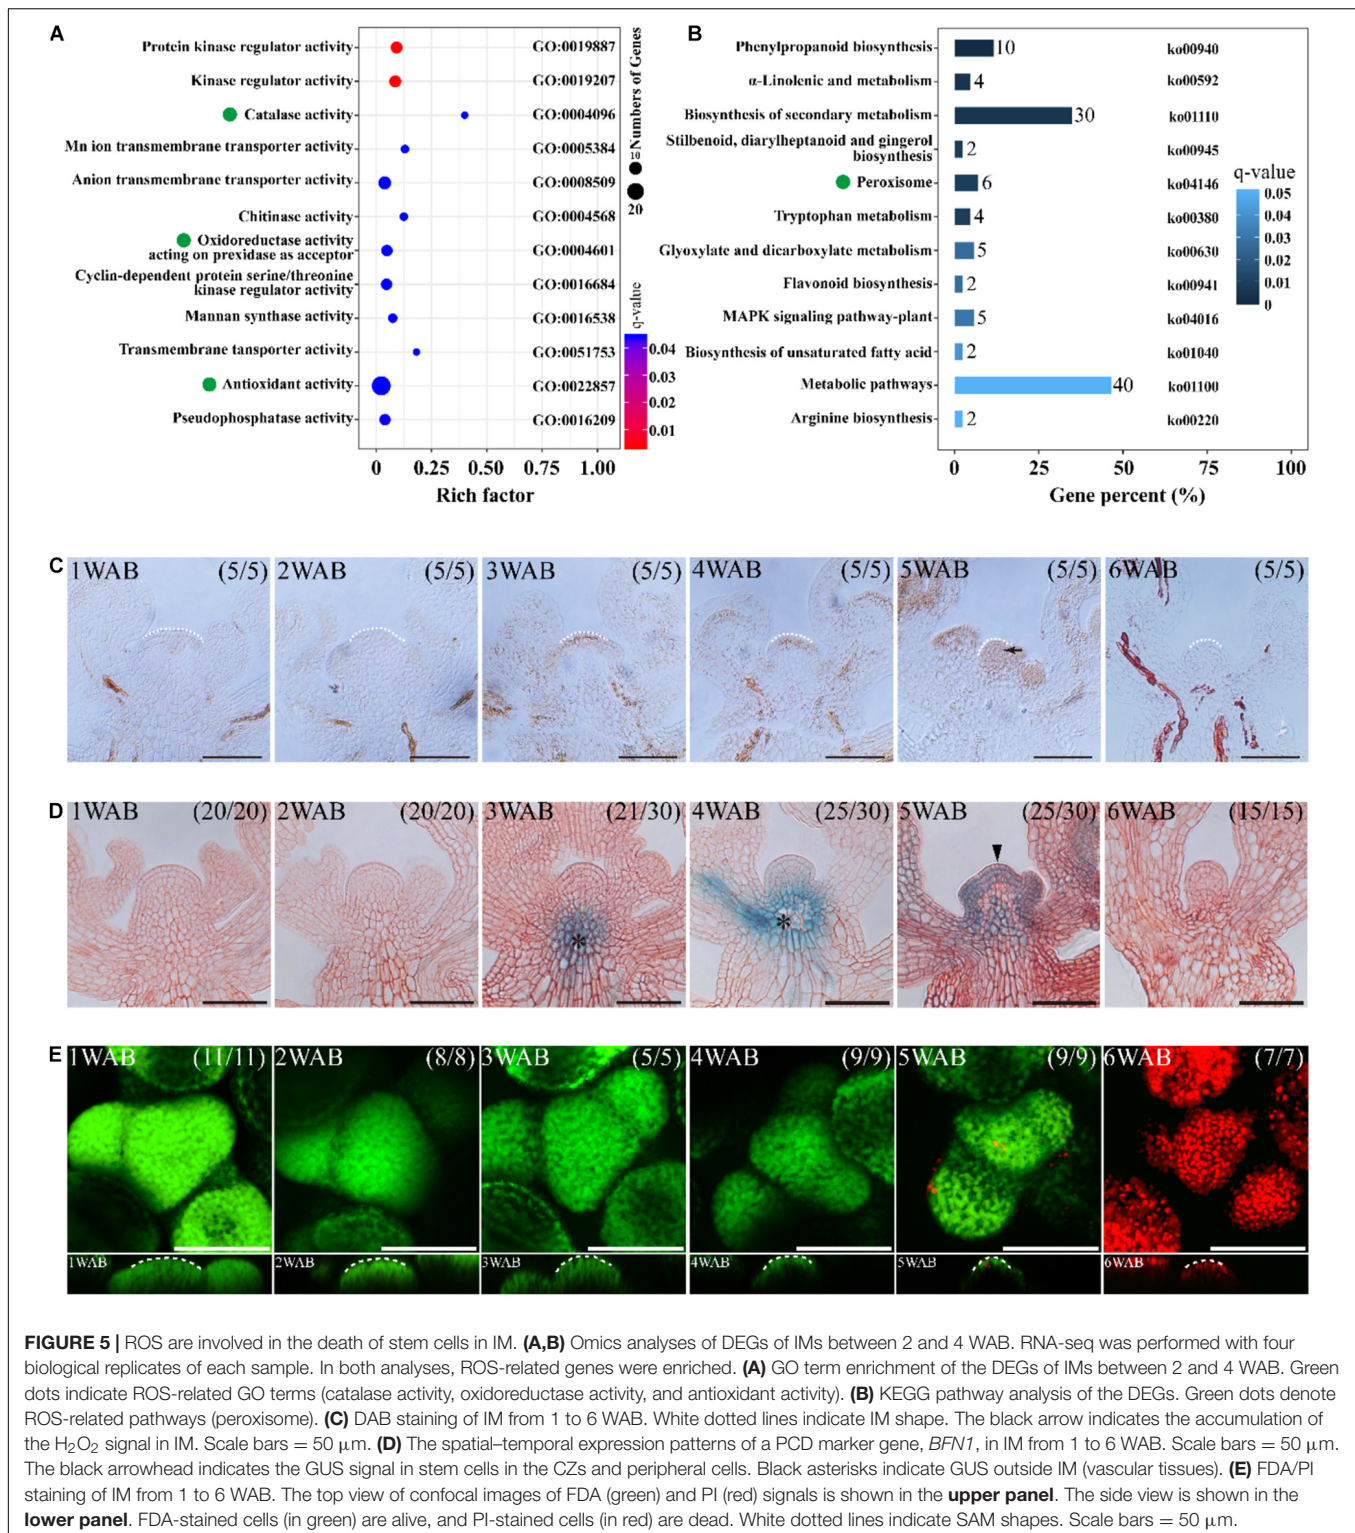 A
Protein kinase regulator activity GO:0019887
Kinase regulator activity GO:0019207
Catalase activity GO:0004096
Mn ion transmembrane transporter activity GO:0005384
Anion transmembrane transporter activity GO:0008509
Chitinase activity GO:0004568
Oxidoreductase activity
acting on prexidase as acceptor GO:0004601
Cyclin-dependent protein serine/threonine
kinase regulator activity GO:0016684
Mannan synthase activity GO:0016538
Transmembrane tansporter activity GO:0051753
Antioxidant activity GO:0022857
Pseudophosphatase activity GO:0016209
0 0.25 0.50 0.75 1.00
Rich factor
Numbers of Genes
10
20
q-value
0.04
0.03
0.02
0.01
B
Phenylpropanoid biosynthesis 10 ko00940
α-Linolenic and metabolism 4 ko00592
Biosynthesis of secondary metabolism 30 ko01110
Stilbenoid, diarylheptanoid and gingerol
biosynthesis 2 ko00945
Peroxisome 6 ko04146
Tryptophan metabolism 4 ko00380
Glyoxylate and dicarboxylate metabolism 5 ko00630
Flavonoid biosynthesis 2 ko00941
MAPK signaling pathway-plant 5 ko04016
Biosynthesis of unsaturated fatty acid 2 ko01040
Metabolic pathways 40 ko01100
Arginine biosynthesis 2 ko00220
0 25 50 75 100
Gene percent (%)
q-value
0.05
0.04
0.03
0.02
0.01
0
C
1WAB (5/5) 2WAB (5/5) 3WAB (5/5) 4WAB (5/5) 5WAB (5/5) 6WAB (5/5)
D
1WAB (20/20) 2WAB (20/20) 3WAB (21/30) 4WAB (25/30) 5WAB (25/30) 6WAB (15/15)
* *
E
1WAB (11/11) 2WAB (8/8) 3WAB (5/5) 4WAB (9/9) 5WAB (9/9) 6WAB (7/7)
1WAB 2WAB 3WAB 4WAB 5WAB 6WAB
FIGURE 5 | ROS are involved in the death of stem cells in IM. (A,B) Omics analyses of DEGs of IMs between 2 and 4 WAB. RNA-seq was performed with four
biological replicates of each sample. In both analyses, ROS-related genes were enriched. (A) GO term enrichment of the DEGs of IMs between 2 and 4 WAB. Green
dots indicate ROS-related GO terms (catalase activity, oxidoreductase activity, and antioxidant activity). (B) KEGG pathway analysis of the DEGs. Green dots denote
ROS-related pathways (peroxisome). (C) DAB staining of IM from 1 to 6 WAB. White dotted lines indicate IM shape. The black arrow indicates the accumulation of
the H₂O₂ signal in IM. Scale bars = 50 μm. (D) The spatial–temporal expression patterns of a PCD marker gene, BFN1, in IM from 1 to 6 WAB. Scale bars = 50 μm.
The black arrowhead indicates the GUS signal in stem cells in the CZs and peripheral cells. Black asterisks indicate GUS outside IM (vascular tissues). (E) FDA/PI
staining of IM from 1 to 6 WAB. The top view of confocal images of FDA (green) and PI (red) signals is shown in the upper panel. The side view is shown in the
lower panel. FDA-stained cells (in green) are alive, and PI-stained cells (in red) are dead. White dotted lines indicate SAM shapes. Scale bars = 50 μm.